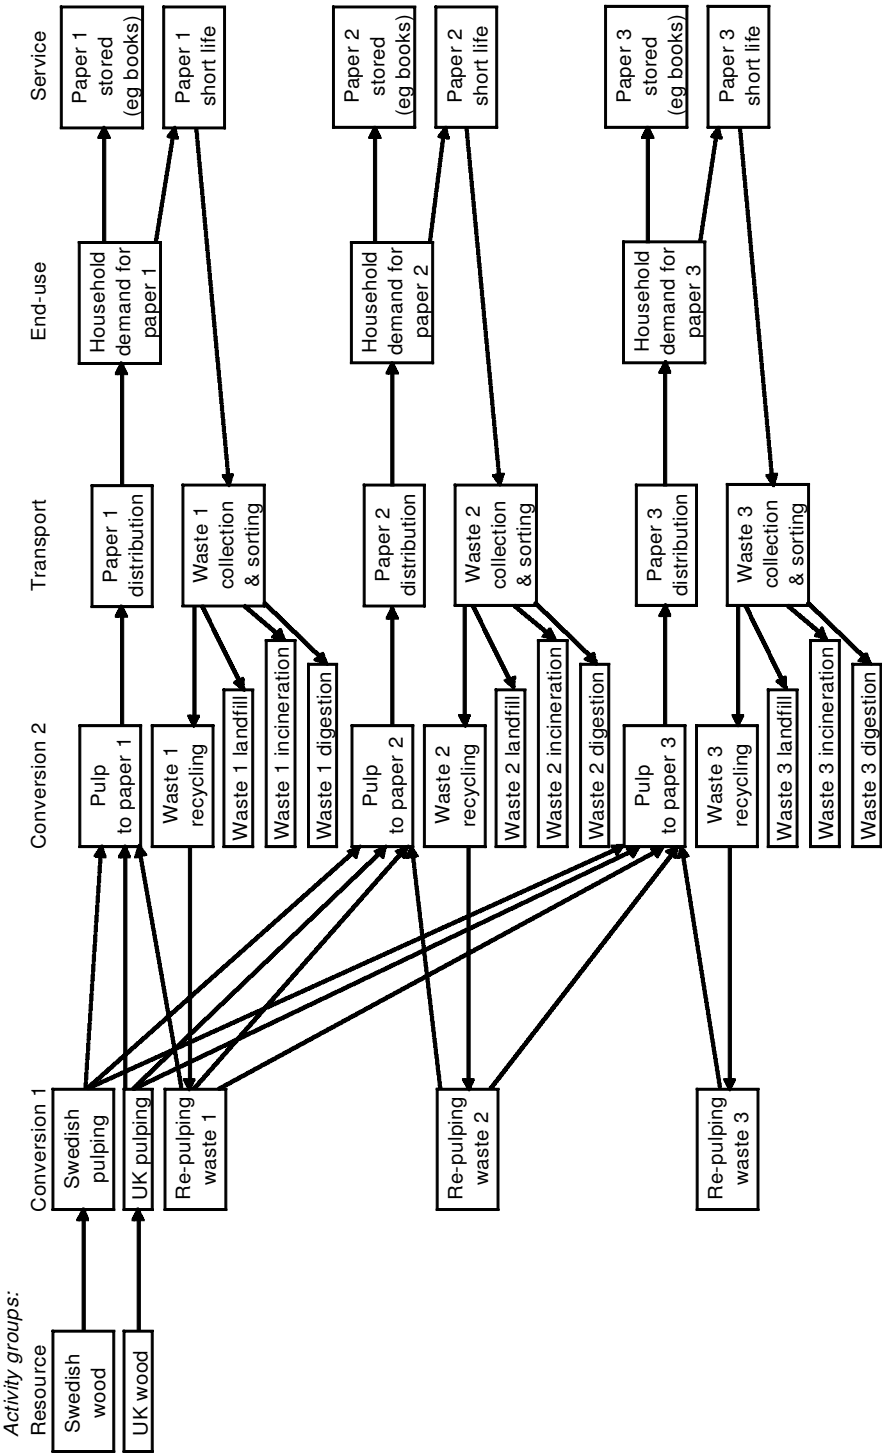 Activity groups:
Resource
Conversion 1
Conversion 2
Transport
End-use
Service
Swedish
wood
Swedish
pulping
Pulp
to paper 1
Paper 1
distribution
Household
demand for
paper 1
Paper 1
stored
(eg books)
Paper 1
short life
UK wood
UK pulping
Re-pulping
waste 1
Waste 1
recycling
Waste 1
collection
& sorting
Waste 1 landfill
Waste 1 incineration
Waste 1 digestion
Pulp
to paper 2
Paper 2
distribution
Household
demand for
paper 2
Paper 2
stored
(eg books)
Paper 2
short life
Re-pulping
waste 2
Waste 2
recycling
Waste 2
collection
& sorting
Waste 2 landfill
Waste 2 incineration
Waste 2 digestion
Pulp
to paper 3
Paper 3
distribution
Household
demand for
paper 3
Paper 3
stored
(eg books)
Paper 3
short life
Re-pulping
waste 3
Waste 3
recycling
Waste 3
collection
& sorting
Waste 3 landfill
Waste 3 incineration
Waste 3 digestion